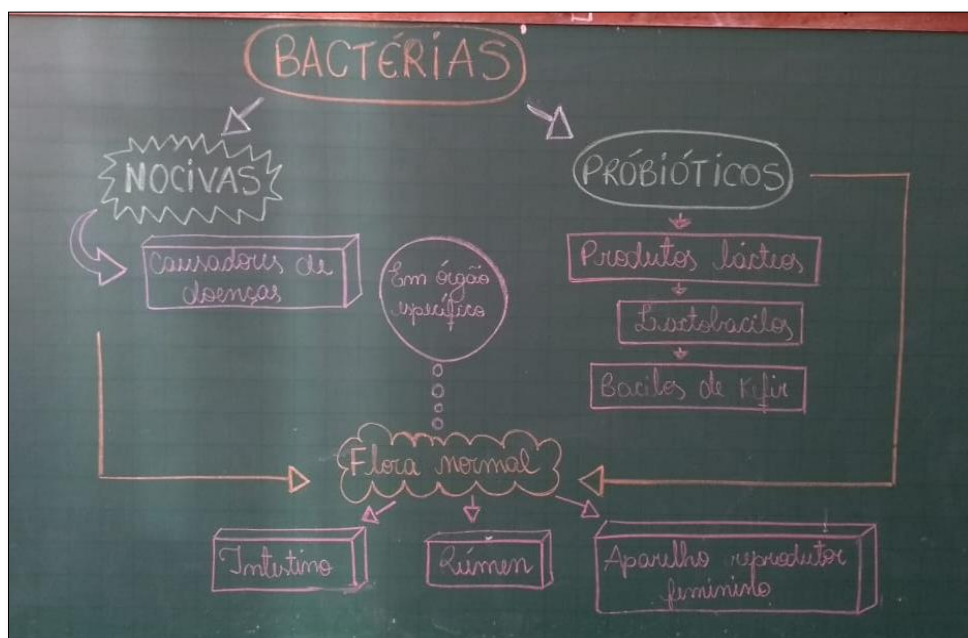 BACTÉRIAS
NOCIVAS
PRÓBIÓTICOS
Causadores de
doenças
Em órgão
específico
Produtos lácteos
Lactobacilos
Bacilos de Kefir
Flora normal
Intestino
Rúmen
Aparelho reprodutor
feminino